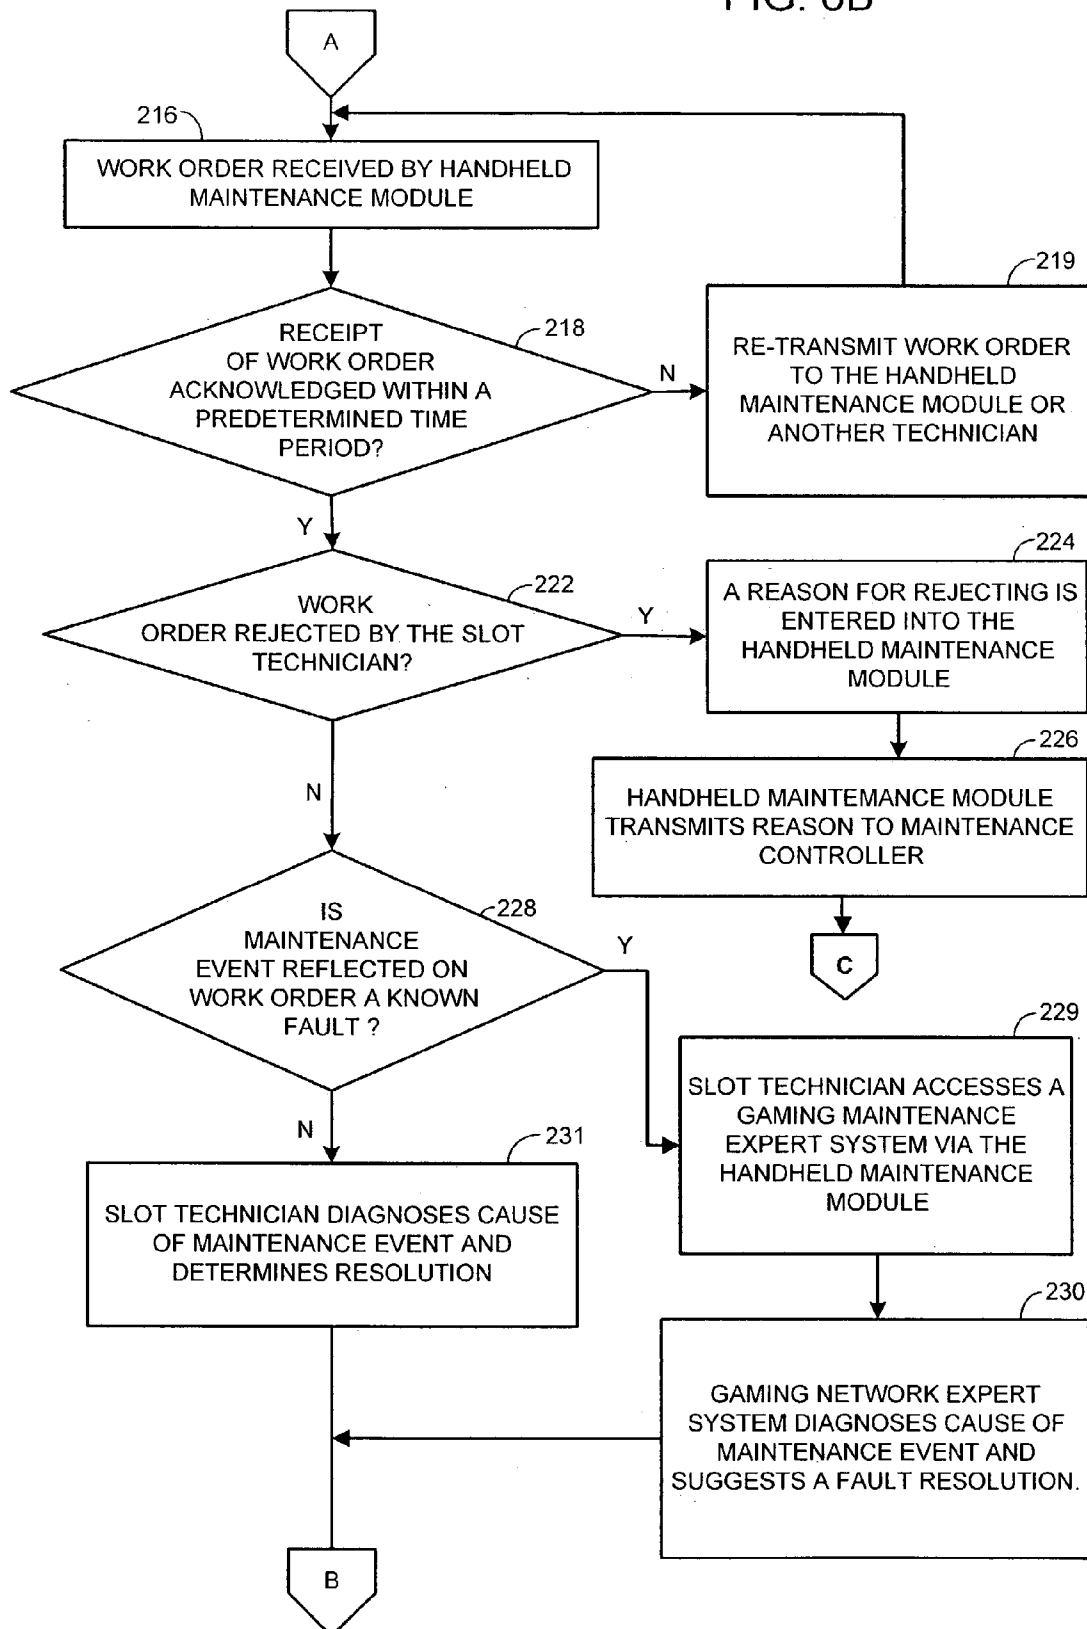 FIG. 6B
A
216
WORK ORDER RECEIVED BY HANDHELD
MAINTENANCE MODULE
218
RECEIPT
OF WORK ORDER
ACKNOWLEDGED WITHIN A
PREDETERMINED TIME
PERIOD?
N
219
RE-TRANSMIT WORK ORDER
TO THE HANDHELD
MAINTENANCE MODULE OR
ANOTHER TECHNICIAN
Y
222
WORK
ORDER REJECTED BY THE SLOT
TECHNICIAN?
Y
224
A REASON FOR REJECTING IS
ENTERED INTO THE
HANDHELD MAINTENANCE
MODULE
226
HANDHELD MAINTEMANCE MODULE
TRANSMITS REASON TO MAINTENANCE
CONTROLLER
C
N
228
IS
MAINTENANCE
EVENT REFLECTED ON
WORK ORDER A KNOWN
FAULT ?
Y
229
SLOT TECHNICIAN ACCESSES A
GAMING MAINTENANCE
EXPERT SYSTEM VIA THE
HANDHELD MAINTENANCE
MODULE
N
231
SLOT TECHNICIAN DIAGNOSES CAUSE
OF MAINTENANCE EVENT AND
DETERMINES RESOLUTION
230
GAMING NETWORK EXPERT
SYSTEM DIAGNOSES CAUSE OF
MAINTENANCE EVENT AND
SUGGESTS A FAULT RESOLUTION.
B